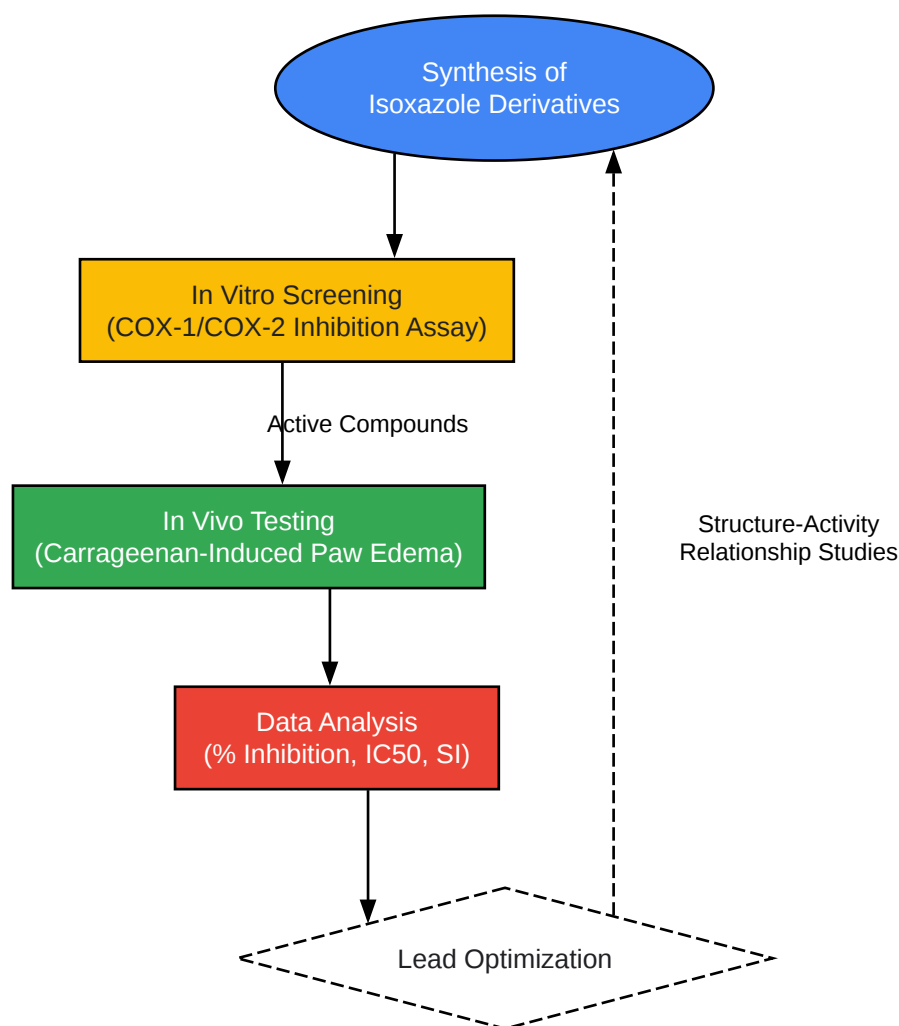 Synthesis of
Isoxazole Derivatives
In Vitro Screening
(COX-1/COX-2 Inhibition Assay)
Active Compounds
In Vivo Testing
(Carrageenan-Induced Paw Edema)
Structure-Activity
Relationship Studies
Data Analysis
(% Inhibition, IC50, SI)
Lead Optimization